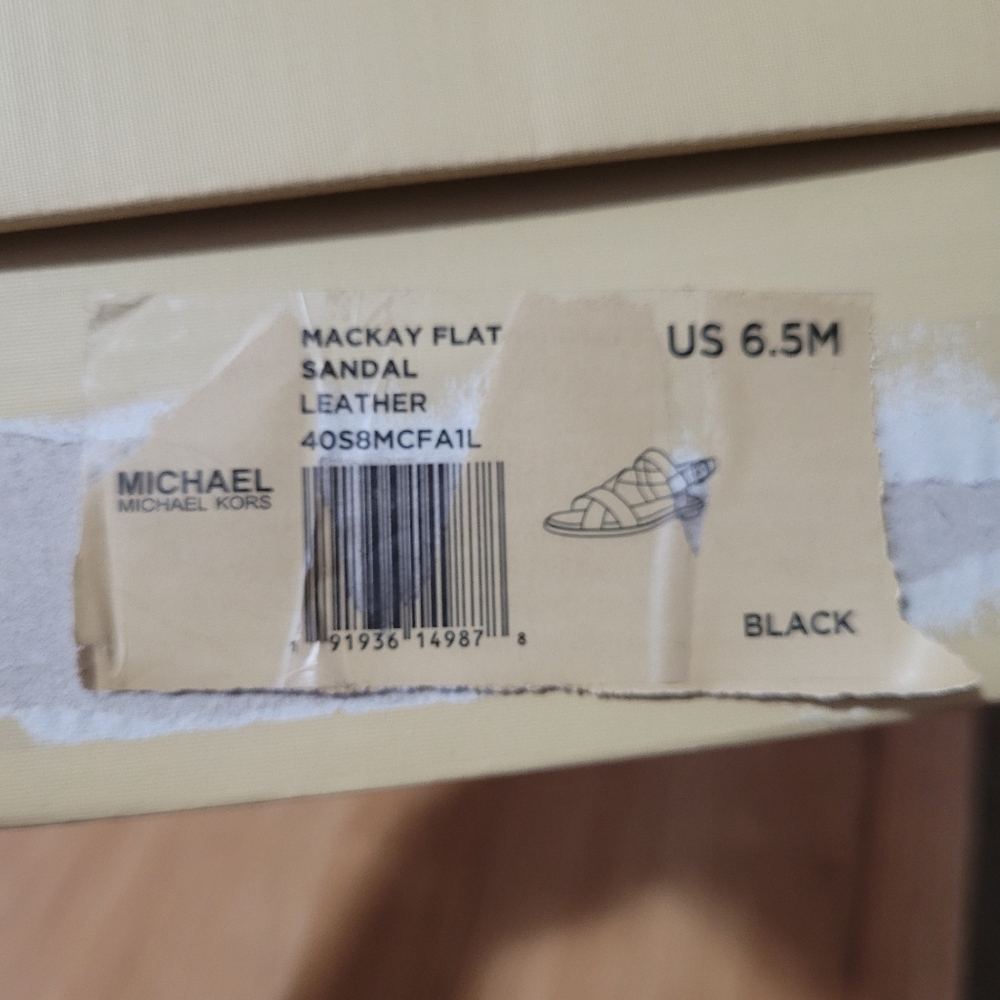 MACKAY FLAT
SANDAL
LEATHER
40S8MCFA1L
US 6.5M
MICHAEL
MICHAEL KORS
1 91936 14987 8
BLACK